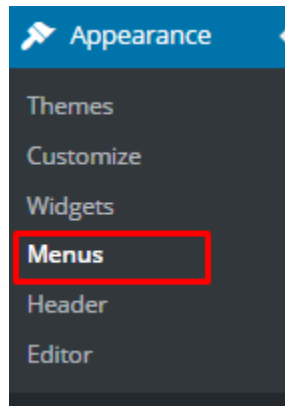 Appearance
Themes
Customize
Widgets
Menus
Header
Editor